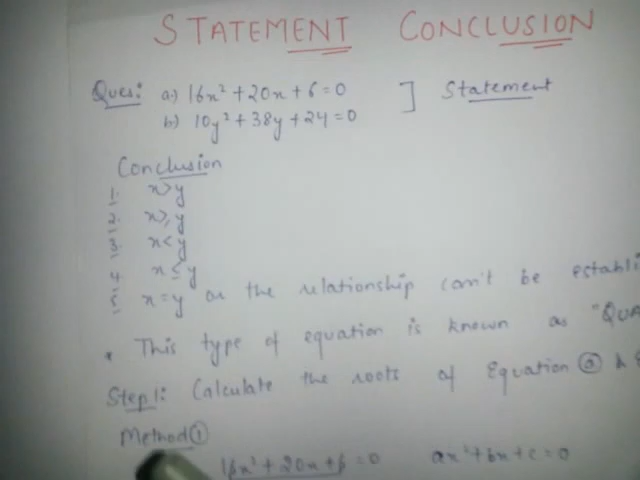 STATEMENT CONCLUSION
Ques: a.) 16x² + 20x + 6 = 0 ] Statement
b.) 10y² + 38y + 24 = 0
Conclusion
1. x > y
2. x ≥ y
3. x < y
4. x ≤ y
5. x = y or the relationship can't be establi
* This type of equation is known as "Qua
Step 1: Calculate the roots of Equation ⓐ &
Method ①
16x² + 20x + 6 = 0 ax² + bx + c = 0